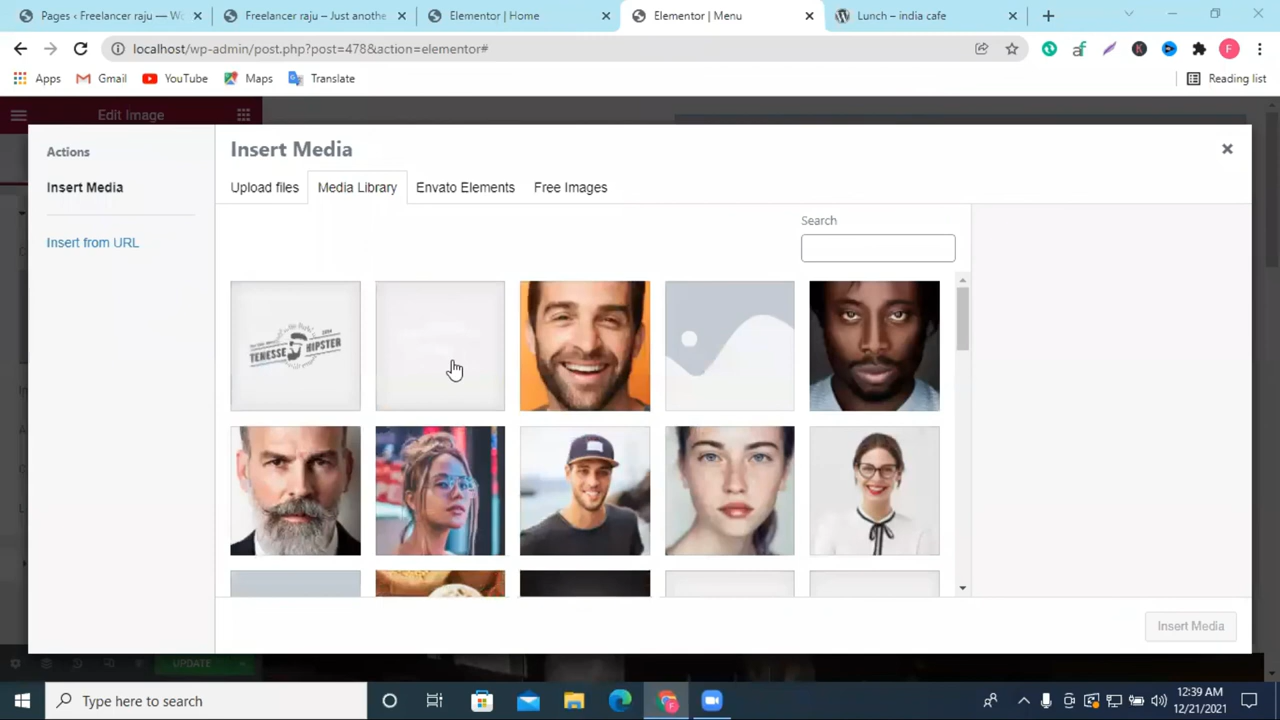 Pages ‹ Freelancer raju — Wo
Freelancer raju – Just anothe
Elementor | Home
Elementor | Menu
Lunch – india cafe
localhost/wp-admin/post.php?post=478&action=elementor#
Apps
Gmail
YouTube
Maps
Translate
Reading list
Edit Image
Actions
Insert Media
Insert from URL
Insert Media
Upload files
Media Library
Envato Elements
Free Images
Search
TENESSE HIPSTER
Insert Media
UPDATE
Type here to search
12:39 AM
12/21/2021